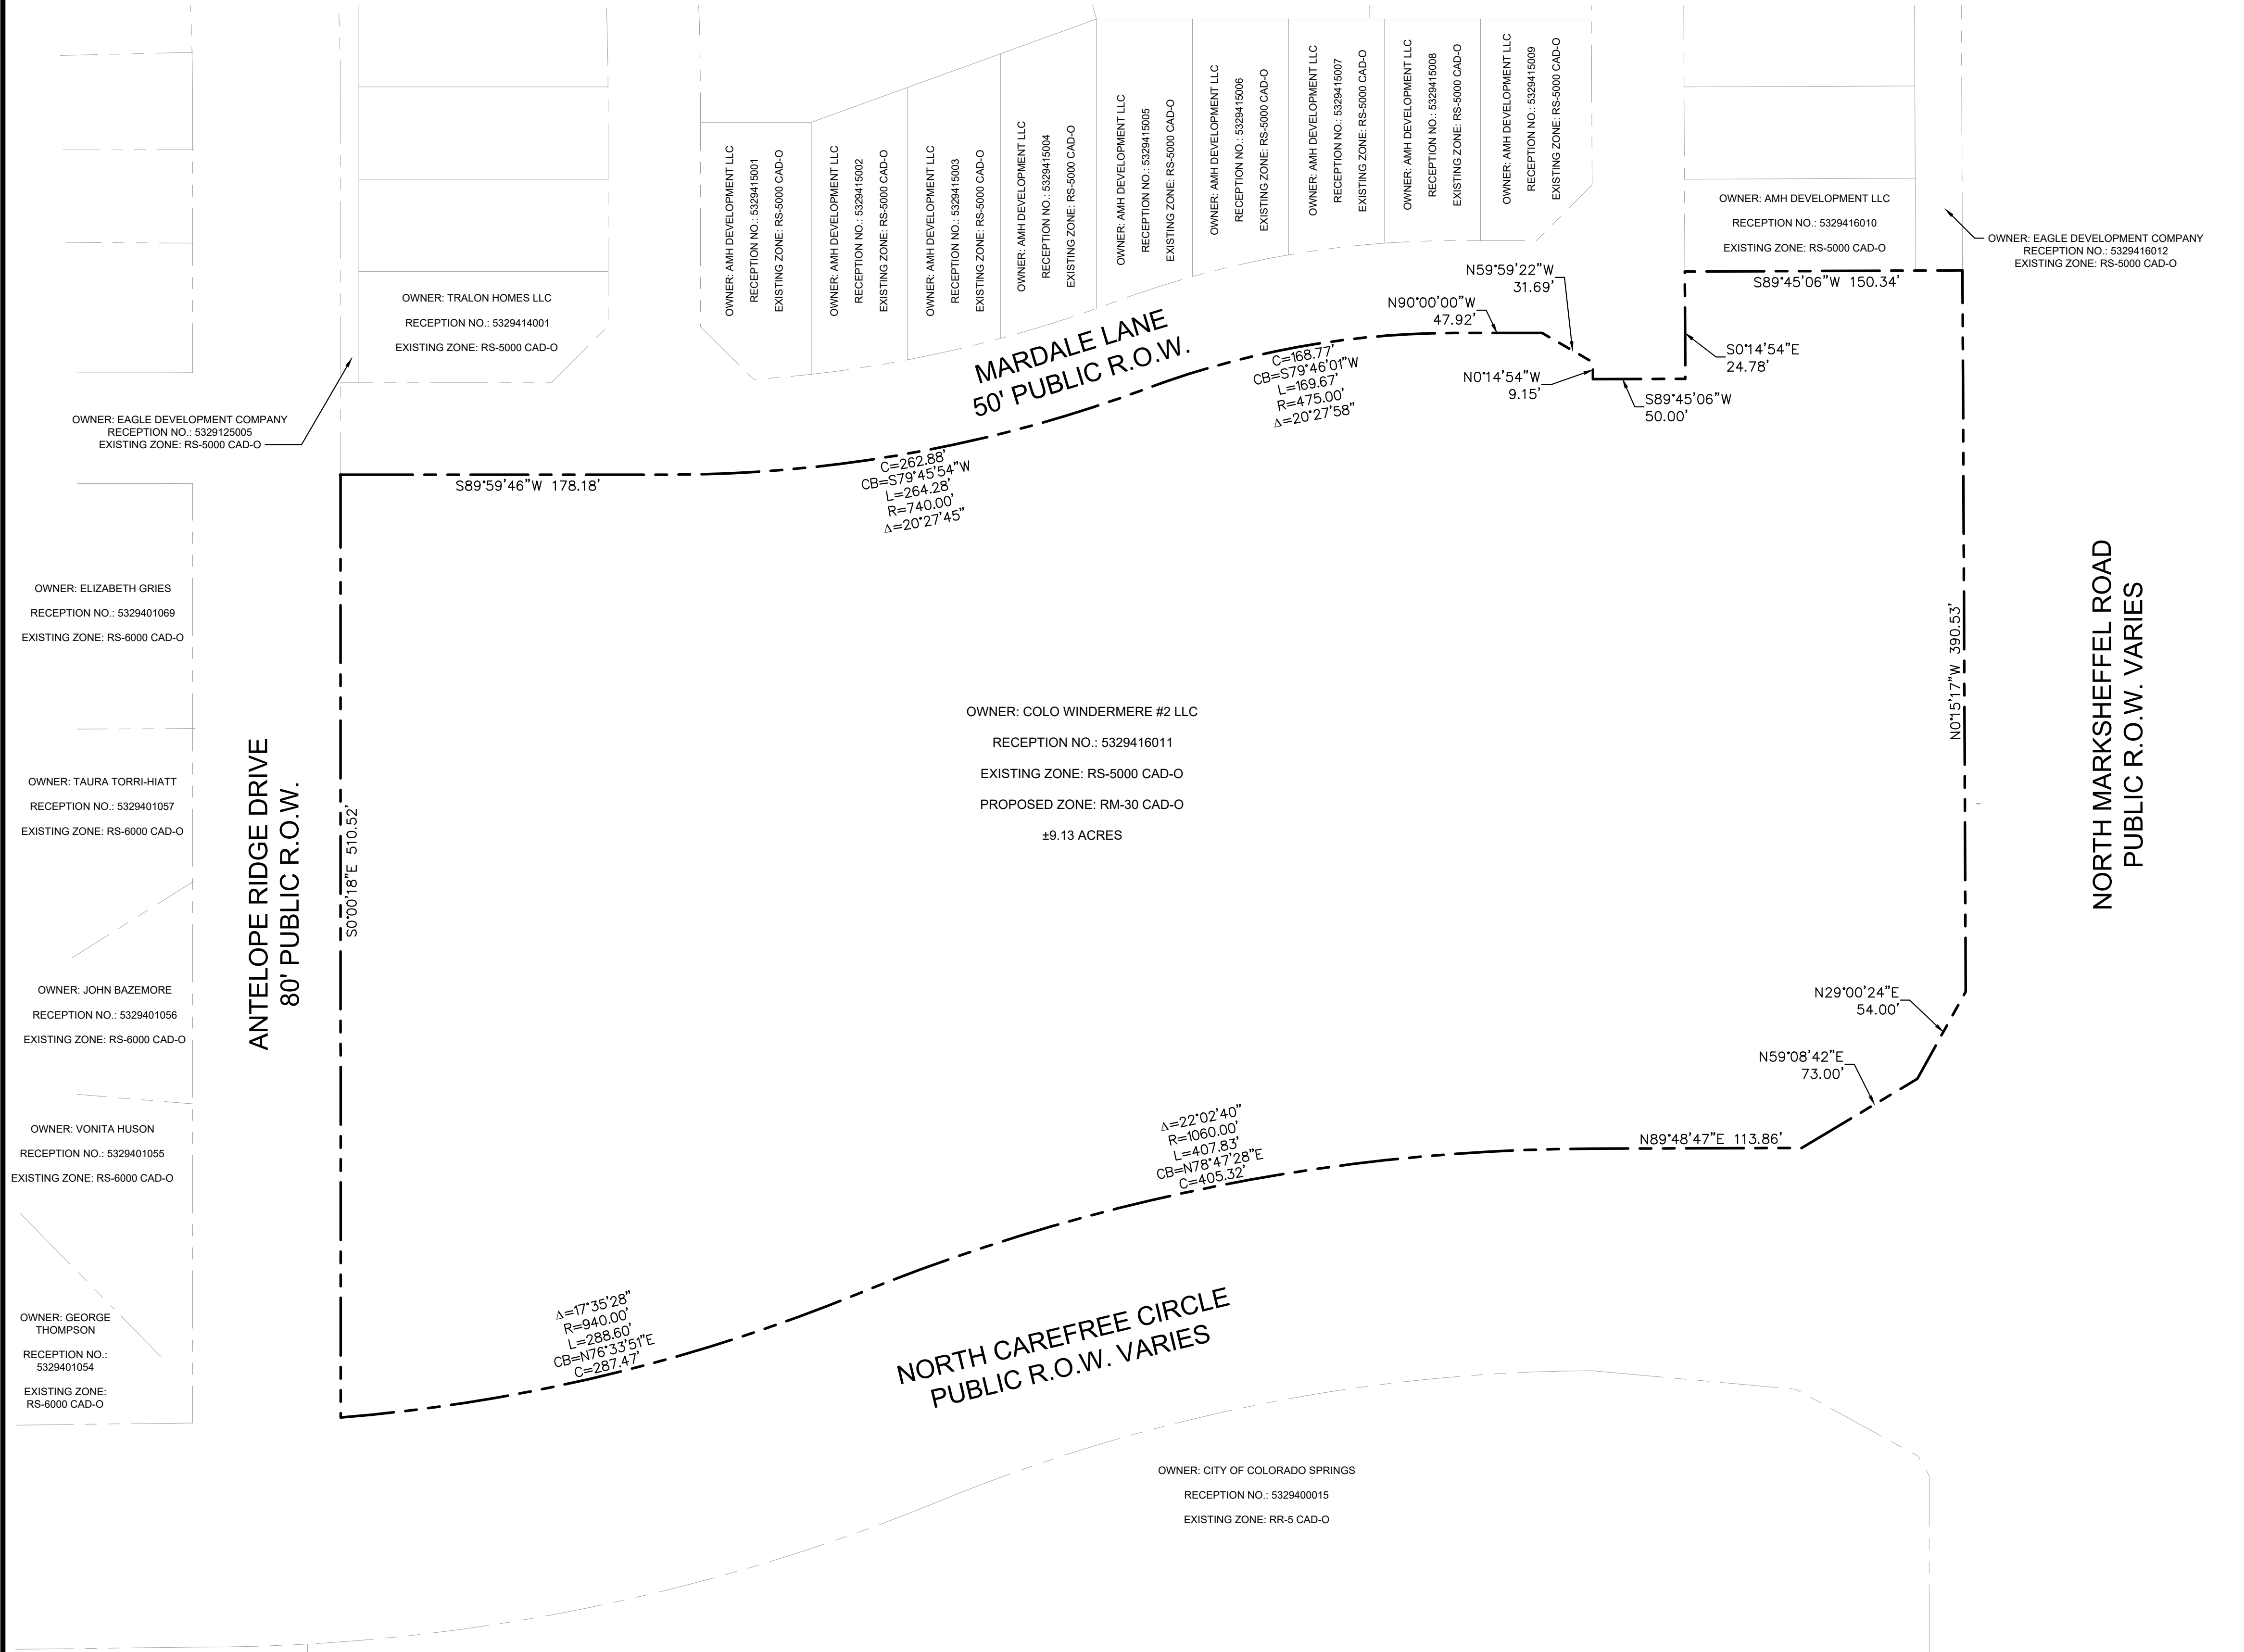 OWNER: AMH DEVELOPMENT LLC
RECEPTION NO.: 5329415001
EXISTING ZONE: RS-5000 CAD-O
OWNER: AMH DEVELOPMENT LLC
RECEPTION NO.: 5329415002
EXISTING ZONE: RS-5000 CAD-O
OWNER: AMH DEVELOPMENT LLC
RECEPTION NO.: 5329415003
EXISTING ZONE: RS-5000 CAD-O
OWNER: AMH DEVELOPMENT LLC
RECEPTION NO.: 5329415004
EXISTING ZONE: RS-5000 CAD-O
OWNER: AMH DEVELOPMENT LLC
RECEPTION NO.: 5329415005
EXISTING ZONE: RS-5000 CAD-O
OWNER: AMH DEVELOPMENT LLC
RECEPTION NO.: 5329415006
EXISTING ZONE: RS-5000 CAD-O
OWNER: AMH DEVELOPMENT LLC
RECEPTION NO.: 5329415007
EXISTING ZONE: RS-5000 CAD-O
OWNER: AMH DEVELOPMENT LLC
RECEPTION NO.: 5329415008
EXISTING ZONE: RS-5000 CAD-O
OWNER: AMH DEVELOPMENT LLC
RECEPTION NO.: 5329415009
EXISTING ZONE: RS-5000 CAD-O
OWNER: AMH DEVELOPMENT LLC
RECEPTION NO.: 5329416010
EXISTING ZONE: RS-5000 CAD-O
OWNER: EAGLE DEVELOPMENT COMPANY
RECEPTION NO.: 5329416012
EXISTING ZONE: RS-5000 CAD-O
OWNER: TRALON HOMES LLC
RECEPTION NO.: 5329414001
EXISTING ZONE: RS-5000 CAD-O
OWNER: EAGLE DEVELOPMENT COMPANY
RECEPTION NO.: 5329125005
EXISTING ZONE: RS-5000 CAD-O
MARDALE LANE
50' PUBLIC R.O.W.
N59°59'22"W
31.69'
N90°00'00"W
47.92'
S89°45'06"W 150.34'
S0°14'54"E
24.78'
N0°14'54"W
9.15'
S89°45'06"W
50.00'
C=168.77'
CB=S79°46'01"W
L=169.67'
R=475.00'
Δ=20°27'58"
C=262.88'
CB=S79°45'54"W
L=264.28'
R=740.00'
Δ=20°27'45"
S89°59'46"W 178.18'
OWNER: ELIZABETH GRIES
RECEPTION NO.: 5329401069
EXISTING ZONE: RS-6000 CAD-O
OWNER: TAURA TORRI-HIATT
RECEPTION NO.: 5329401057
EXISTING ZONE: RS-6000 CAD-O
OWNER: JOHN BAZEMORE
RECEPTION NO.: 5329401056
EXISTING ZONE: RS-6000 CAD-O
OWNER: VONITA HUSON
RECEPTION NO.: 5329401055
EXISTING ZONE: RS-6000 CAD-O
OWNER: GEORGE
THOMPSON
RECEPTION NO.:
5329401054
EXISTING ZONE:
RS-6000 CAD-O
ANTELOPE RIDGE DRIVE
80' PUBLIC R.O.W.
S0°00'18"E 510.52'
OWNER: COLO WINDERMERE #2 LLC
RECEPTION NO.: 5329416011
EXISTING ZONE: RS-5000 CAD-O
PROPOSED ZONE: RM-30 CAD-O
±9.13 ACRES
N0°15'17"W 390.53'
NORTH MARKSHEFFEL ROAD
PUBLIC R.O.W. VARIES
N29°00'24"E
54.00'
N59°08'42"E
73.00'
N89°48'47"E 113.86'
Δ=22°02'40"
R=1060.00'
L=407.83'
CB=N78°47'28"E
C=405.32'
Δ=17°35'28"
R=940.00'
L=288.60'
CB=N76°33'51"E
C=287.47'
NORTH CAREFREE CIRCLE
PUBLIC R.O.W. VARIES
OWNER: CITY OF COLORADO SPRINGS
RECEPTION NO.: 5329400015
EXISTING ZONE: RR-5 CAD-O